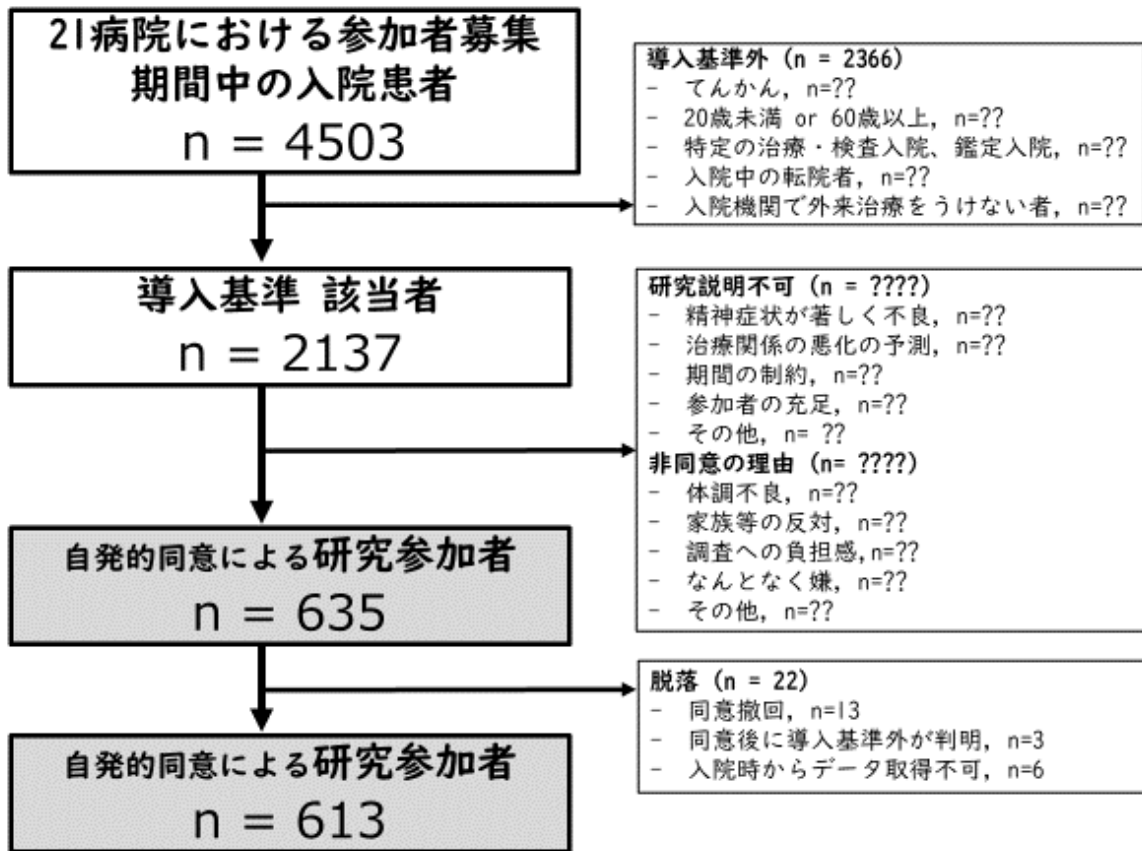 21病院における参加者募集
期間中の入院患者
n = 4503
導入基準外 (n = 2366)
- てんかん, n=??
- 20歳未満 or 60歳以上, n=??
- 特定の治療・検査入院、鑑定入院, n=??
- 入院中の転院者, n=??
- 入院機関で外来治療をうけない者, n=??
導入基準 該当者
n = 2137
研究説明不可 (n = ????)
- 精神症状が著しく不良, n=??
- 治療関係の悪化の予測, n=??
- 期間の制約, n=??
- 参加者の充足, n=??
- その他, n= ??
非同意の理由 (n= ????)
- 体調不良, n=??
- 家族等の反対, n=??
- 調査への負担感,n=??
- なんとなく嫌, n=??
- その他, n=??
自発的同意による研究参加者
n = 635
脱落 (n = 22)
- 同意撤回, n=13
- 同意後に導入基準外が判明, n=3
- 入院時からデータ取得不可, n=6
自発的同意による研究参加者
n = 613